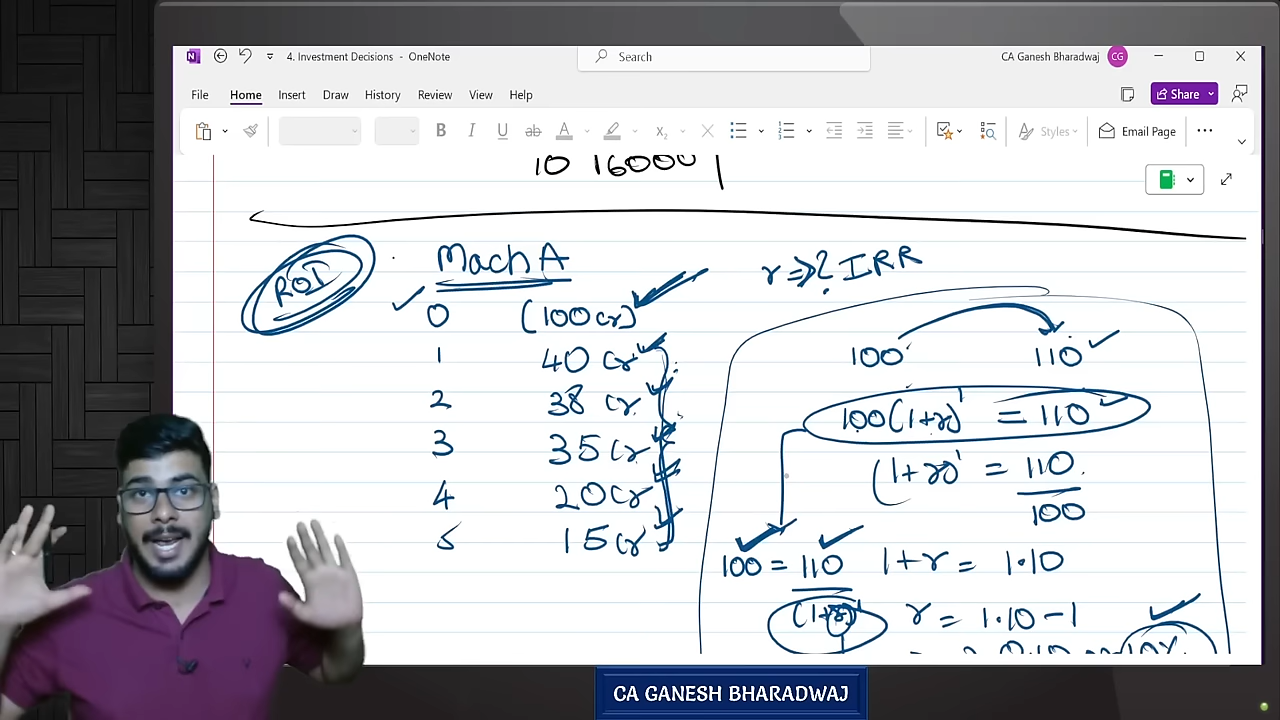 4. Investment Decisions - OneNote
Search
CA Ganesh Bharadwaj
CG
File Home Insert Draw History Review View Help
Share
B I U ab A x₂ Styles Email Page
10 16000
ROI
Mach A
0 (100 cr)
1 40 cr
2 38 cr
3 35 cr
4 20 cr
5 15 cr
r ⇒ ? IRR
100 110
100(1+r)¹ = 110
(1+r)¹ = 110
100
100 = 110
(1+r)¹
1+r = 1.10
r = 1.10 - 1
CA GANESH BHARADWAJ